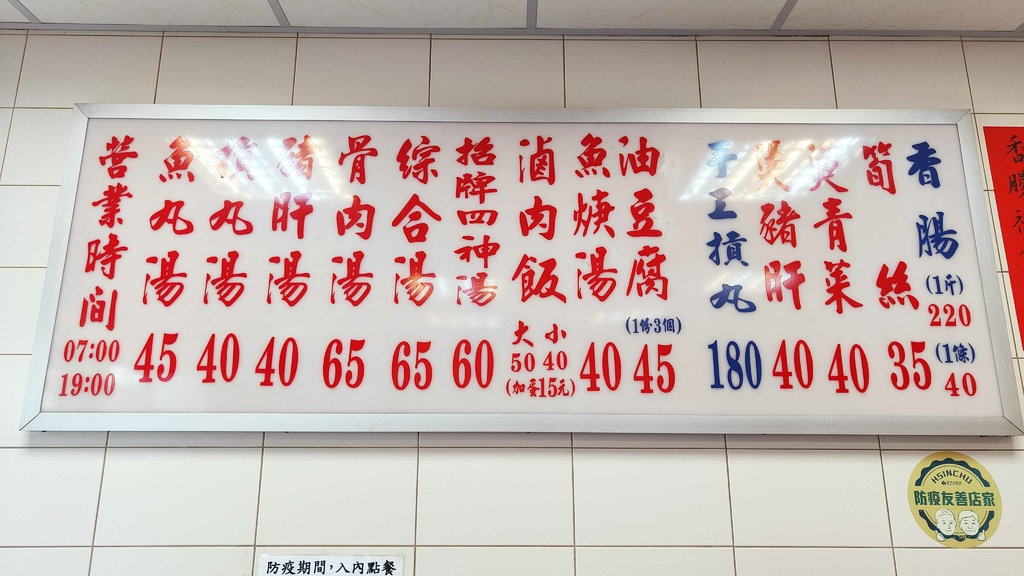 香腸
(1斤)
220
(1條)
40
筍絲
35
燙青菜
40
燙豬肝
40
手工摃丸
180
油豆腐
(1份3個)
45
魚焿湯
40
滷肉飯
大 小
50 40
(加蛋15元)
招牌四神湯
60
綜合湯
65
骨肉湯
65
豬肝湯
40
摃丸湯
40
魚丸湯
45
營業時间
07:00
19:00
香腸
HSINCHU
防疫友善店家
防疫期間，入內點餐